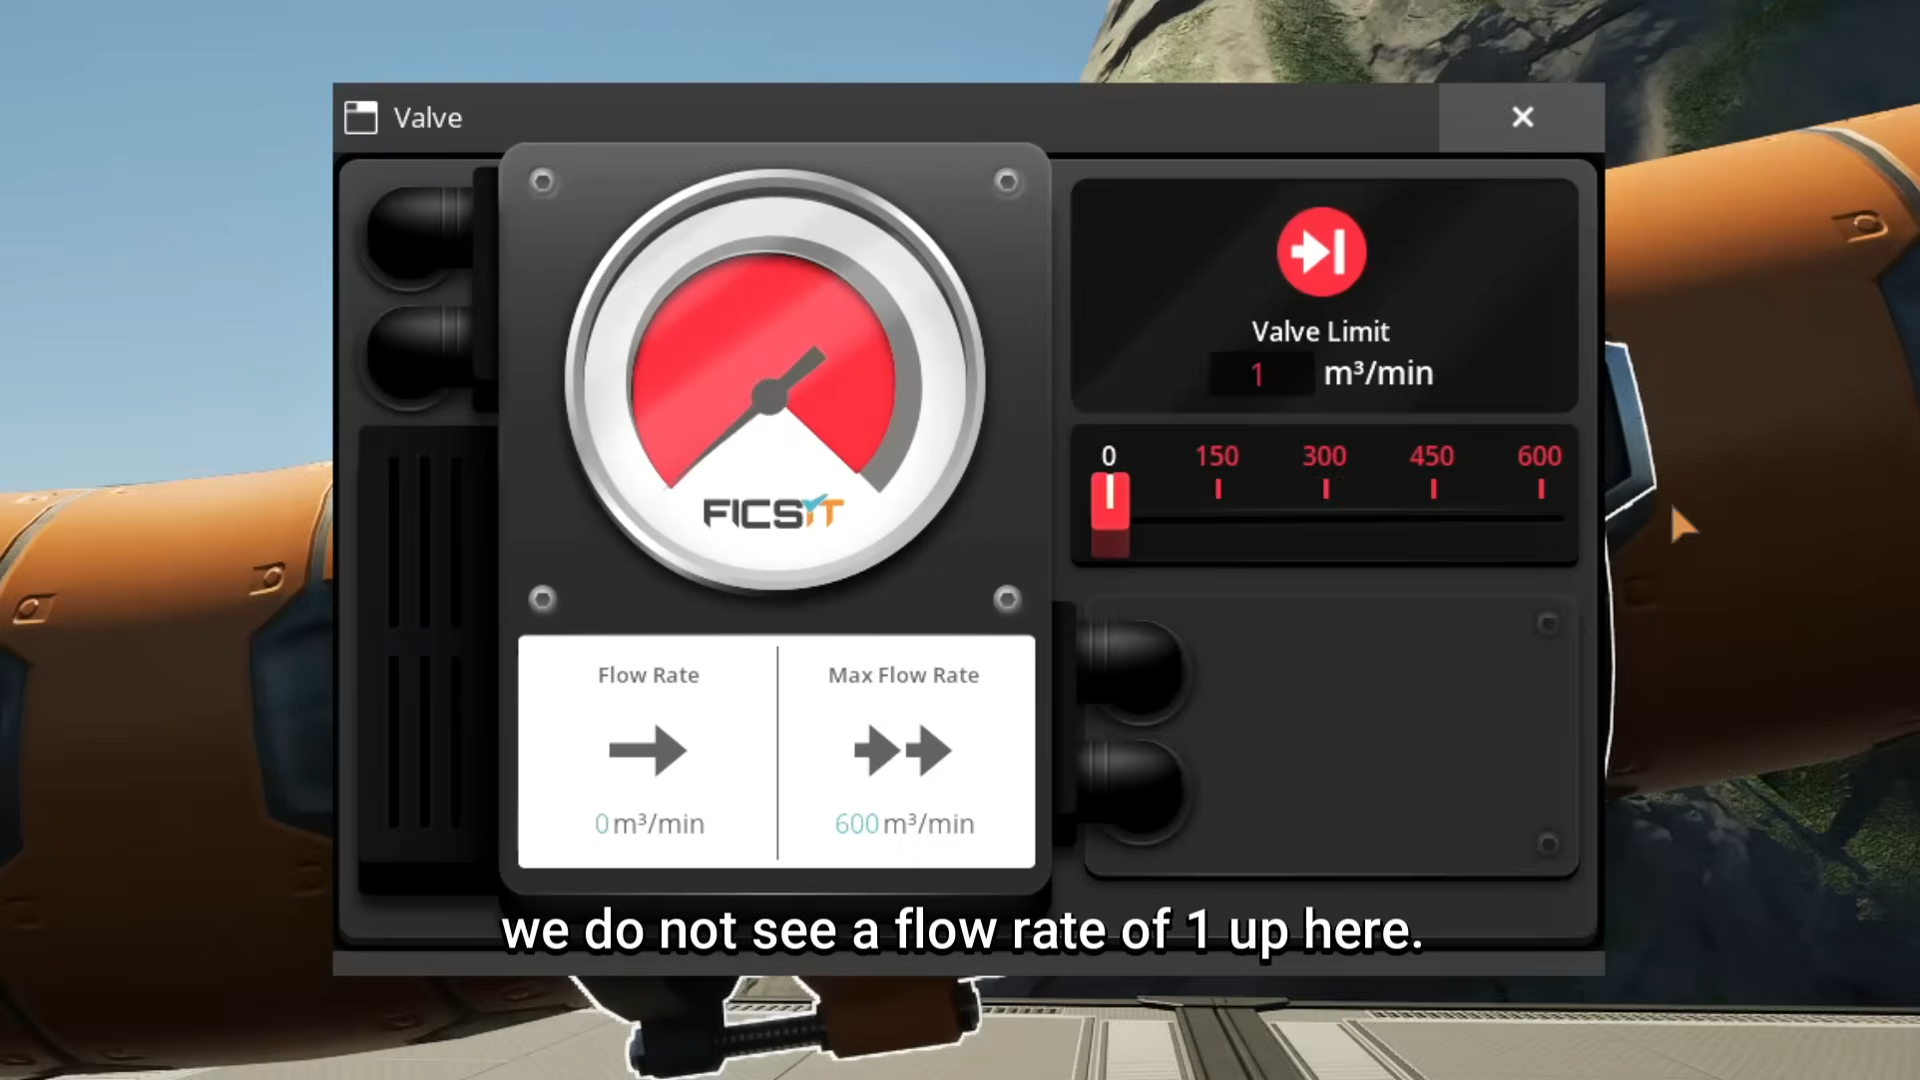 Valve
Valve Limit
1 m³/min
0 150 300 450 600
FICSIT
Flow Rate
Max Flow Rate
0 m³/min
600 m³/min
we do not see a flow rate of 1 up here.